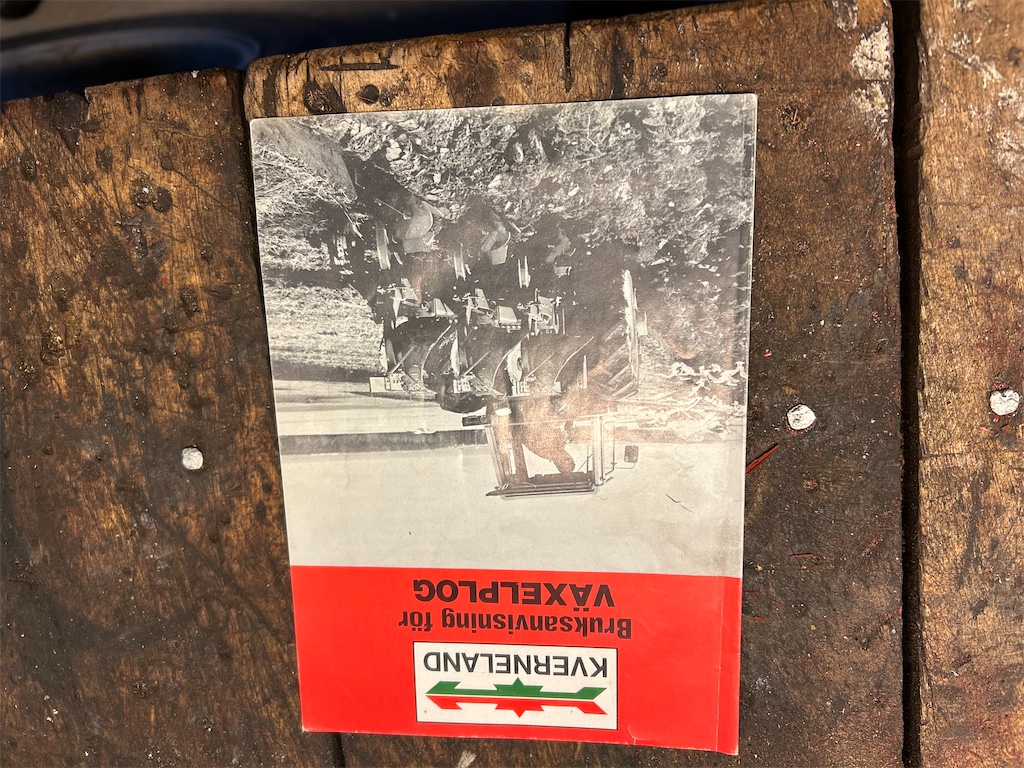 KVERNELAND
Bruksanvisning för
VÄXELPLOG